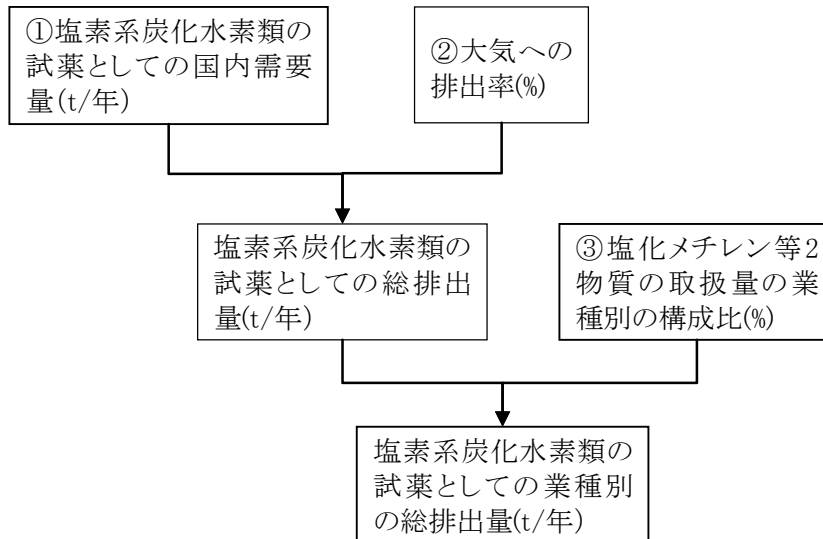 ①塩素系炭化水素類の
試薬としての国内需要
量(t/年)
②大気への
排出率(%)
塩素系炭化水素類の
試薬としての総排出
量(t/年)
③塩化メチレン等2
物質の取扱量の業
種別の構成比(%)
塩素系炭化水素類の
試薬としての業種別
の総排出量(t/年)